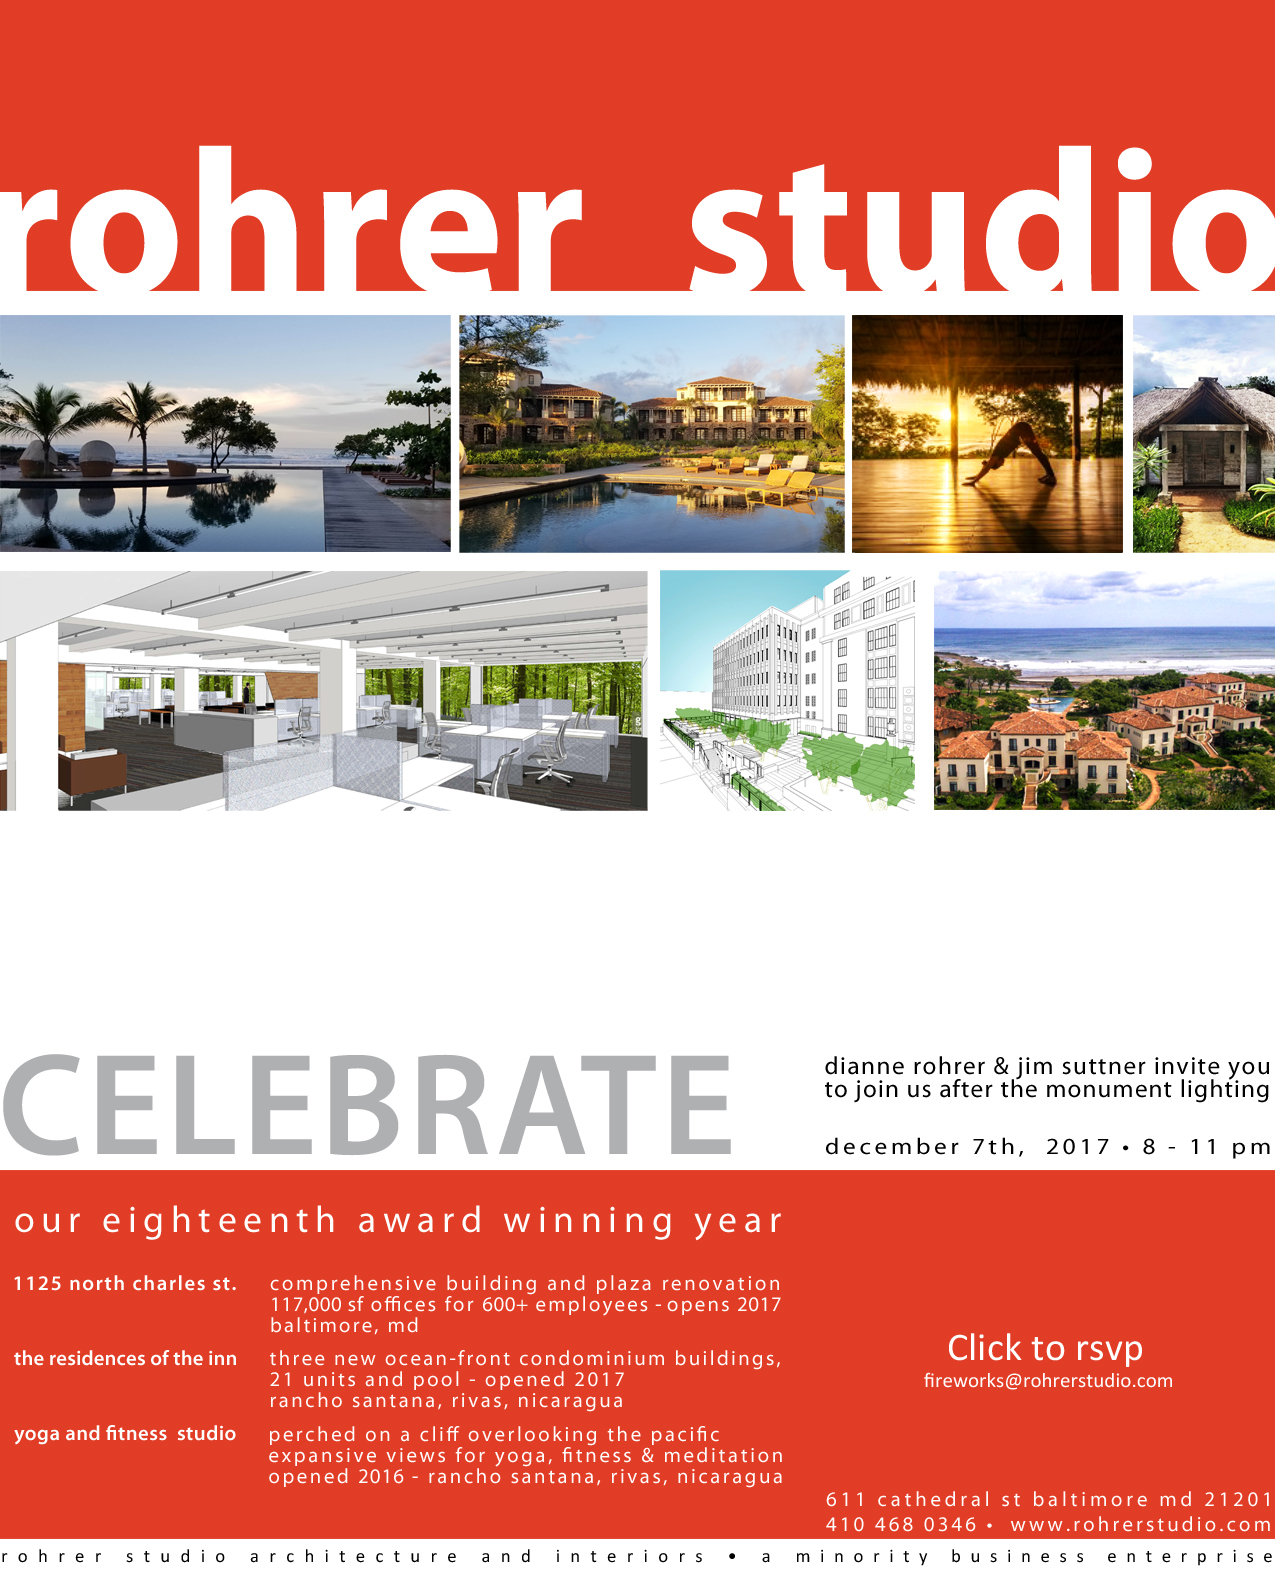 rohrer studio
CELEBRATE
dianne rohrer & jim suttner invite you
to join us after the monument lighting
december 7th, 2017 • 8 - 11 pm
our eighteenth award winning year
1125 north charles st.
comprehensive building and plaza renovation
117,000 sf offices for 600+ employees - opens 2017
baltimore, md
the residences of the inn
three new ocean-front condominium buildings,
21 units and pool - opened 2017
rancho santana, rivas, nicaragua
yoga and fitness studio
perched on a cliff overlooking the pacific
expansive views for yoga, fitness & meditation
opened 2016 - rancho santana, rivas, nicaragua
Click to rsvp
fireworks@rohrerstudio.com
611 cathedral st baltimore md 21201
410 468 0346 • www.rohrerstudio.com
rohrer studio architecture and interiors • a minority business enterprise